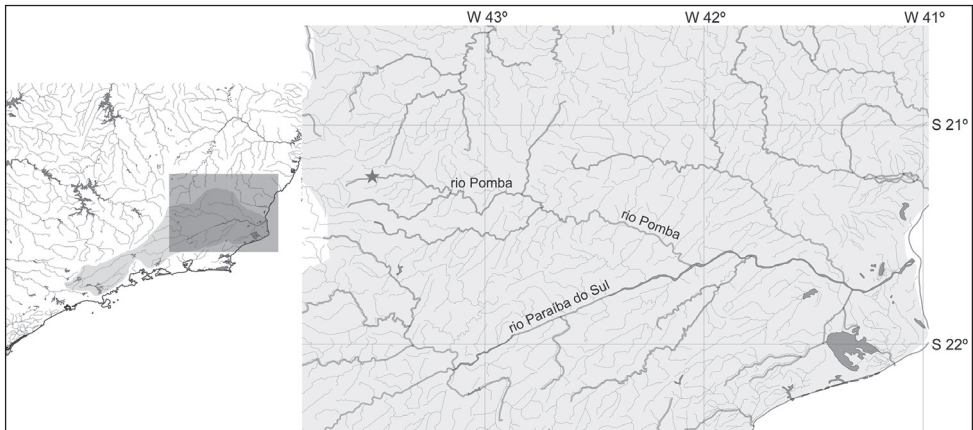 W 43º
W 42º
W 41º
S 21º
rio Pomba
rio Pomba
rio Paraíba do Sul
S 22º